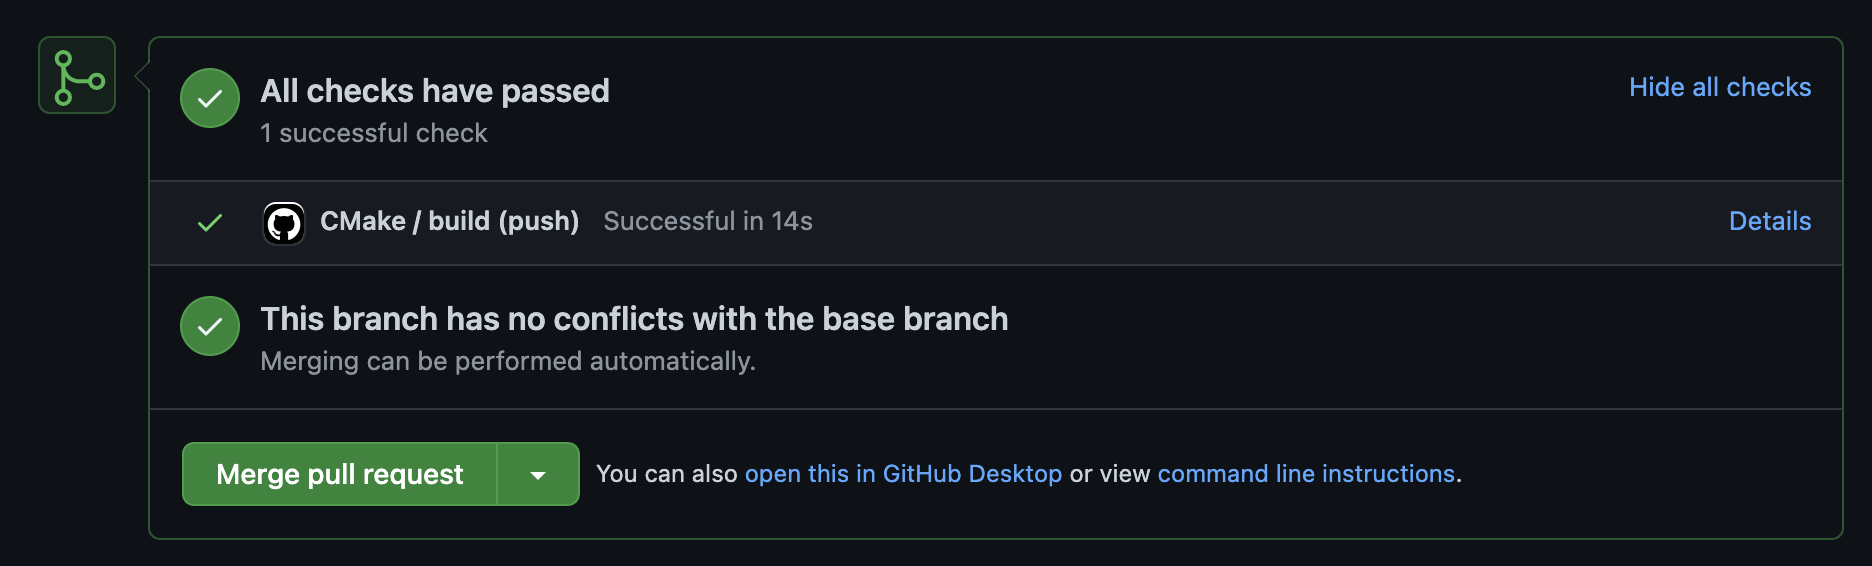 All checks have passed
Hide all checks
1 successful check
CMake / build (push) Successful in 14s
Details
This branch has no conflicts with the base branch
Merging can be performed automatically.
Merge pull request
You can also open this in GitHub Desktop or view command line instructions.